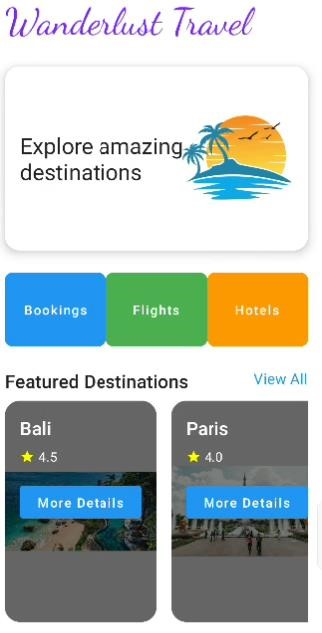 Wanderlust Travel
Explore amazing
destinations
Bookings
Flights
Hotels
Featured Destinations
View All
Bali
4.5
More Details
Paris
4.0
More Details